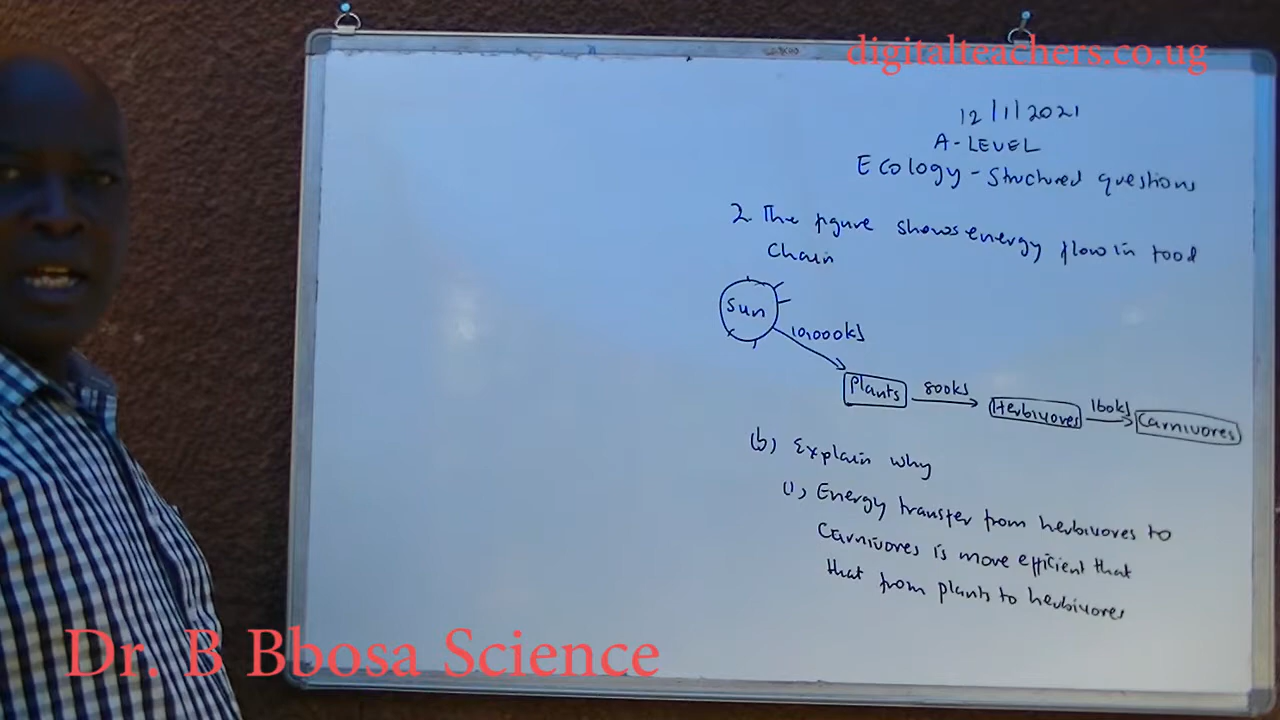 digitalteachers.co.ug
12/1/2021
A-LEVEL
Ecology - Structured questions
2. The figure shows energy flow in food
Chain
Sun
10,000kJ
Plants
800kJ
Herbivores
160kJ
Carnivores
(b) Explain why
(i) Energy transfer from herbivores to
Carnivores is more efficient that
that from plants to herbivores
Dr. B Bbosa Science